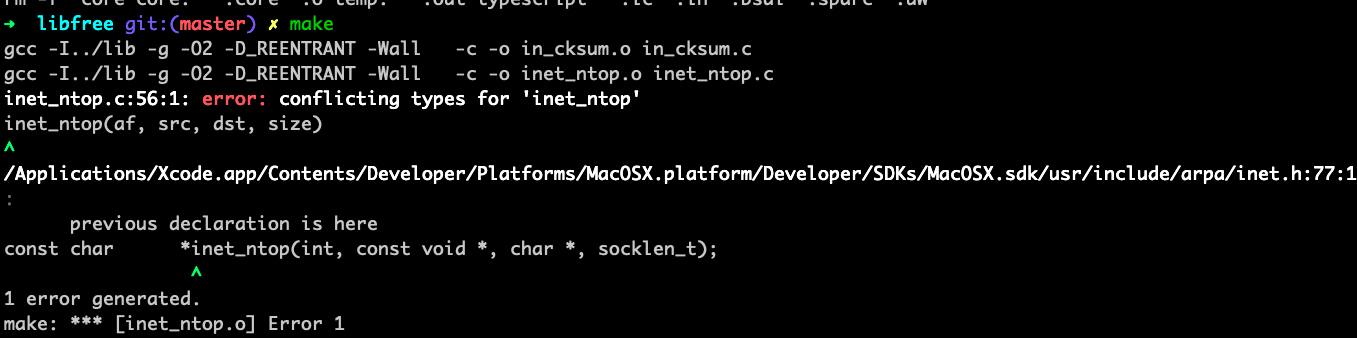 rm -f *core core.* *.core *.o temp.* *.out typescript* *.lc *.lh *.bsdi *.sparc *.uw
➜  libfree git:(master) ✗ make
gcc -I../lib -g -O2 -D_REENTRANT -Wall   -c -o in_cksum.o in_cksum.c
gcc -I../lib -g -O2 -D_REENTRANT -Wall   -c -o inet_ntop.o inet_ntop.c
inet_ntop.c:56:1: error: conflicting types for 'inet_ntop'
inet_ntop(af, src, dst, size)
^
/Applications/Xcode.app/Contents/Developer/Platforms/MacOSX.platform/Developer/SDKs/MacOSX.sdk/usr/include/arpa/inet.h:77:1
:
      previous declaration is here
const char      *inet_ntop(int, const void *, char *, socklen_t);
                 ^
1 error generated.
make: *** [inet_ntop.o] Error 1